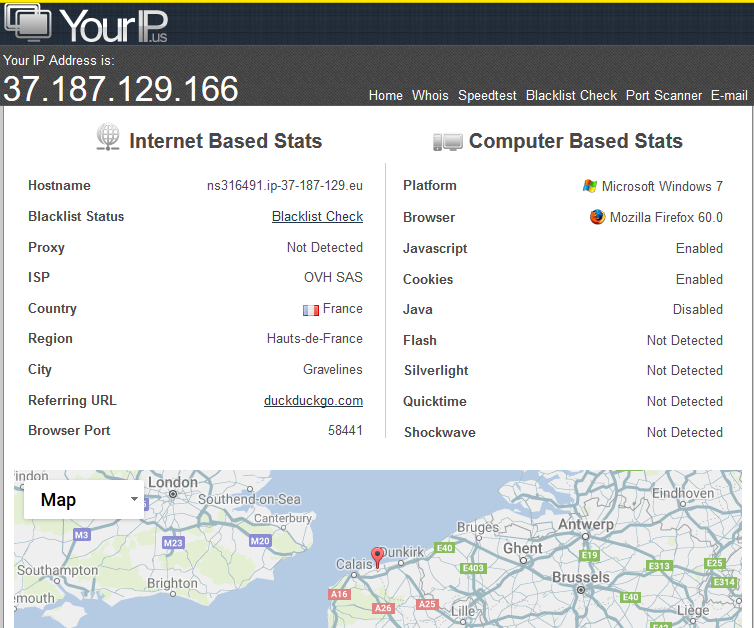 YourIP.us
Your IP Address is:
37.187.129.166
Home Whois Speedtest Blacklist Check Port Scanner E-mail
Internet Based Stats
Hostname ns316491.ip-37-187-129.eu
Blacklist Status Blacklist Check
Proxy Not Detected
ISP OVH SAS
Country France
Region Hauts-de-France
City Gravelines
Referring URL duckduckgo.com
Browser Port 58441
Computer Based Stats
Platform Microsoft Windows 7
Browser Mozilla Firefox 60.0
Javascript Enabled
Cookies Enabled
Java Disabled
Flash Not Detected
Silverlight Not Detected
Quicktime Not Detected
Shockwave Not Detected
Map
London
Southend-on-Sea
Eindhoven
Canterbury
Bruges
Antwerp
M3
M23
M20
Dunkirk
E40
Ghent
E19
Southampton
Calais
E403
E313
E25
Brighton
Brussels
E314
A16
A26
A25
Lille
E40
Liège
E42